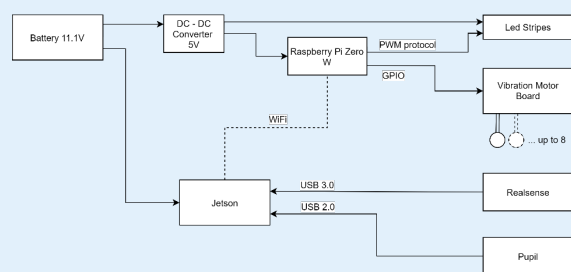 Battery 11.1V
DC - DC
Converter
5V
Raspberry Pi Zero
W
PWM protocol
GPIO
Led Stripes
Vibration Motor
Board
... up to 8
WiFi
Jetson
USB 3.0
USB 2.0
Realsense
Pupil